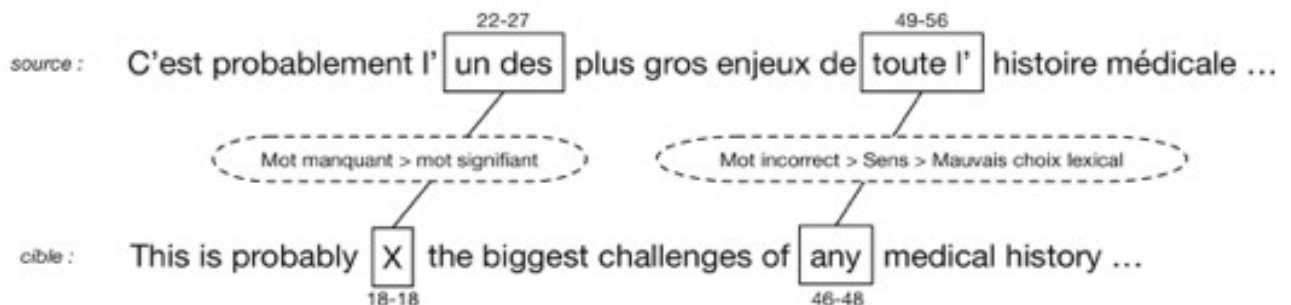 22-27 49-56
source : C'est probablement l' un des plus gros enjeux de toute l' histoire médicale ...
Mot manquant > mot signifiant Mot incorrect > Sens > Mauvais choix lexical
cible : This is probably X the biggest challenges of any medical history ...
18-18 46-48